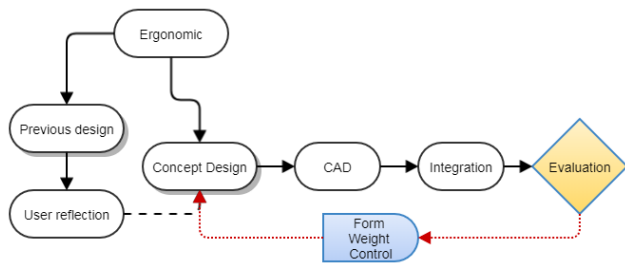 Ergonomic
Previous design
Concept Design
CAD
Integration
Evaluation
User reflection
Form
Weight
Control